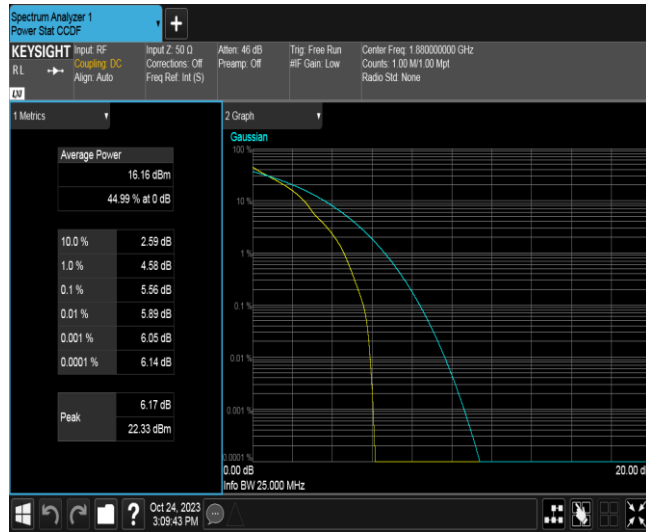 Spectrum Analyzer 1
Power Stat CCDF
+
KEYSIGHT
RL
LXI
Input: RF
Coupling: DC
Align: Auto
Input Z: 50 Ω
Corrections: Off
Freq Ref: Int (S)
Atten: 46 dB
Preamp: Off
Trig: Free Run
#IF Gain: Low
Center Freq: 1.880000000 GHz
Counts: 1.00 M/1.00 Mpt
Radio Std: None
1 Metrics
Average Power
16.16 dBm
44.99 % at 0 dB
10.0 % 2.59 dB
1.0 % 4.58 dB
0.1 % 5.56 dB
0.01 % 5.89 dB
0.001 % 6.05 dB
0.0001 % 6.14 dB
Peak
6.17 dB
22.33 dBm
2 Graph
Gaussian
100 %
10 %
1 %
0.1 %
0.01 %
0.001 %
0.0001 %
0.00 dB
20.00 d
Info BW 25.000 MHz
?
Oct 24, 2023
3:09:43 PM